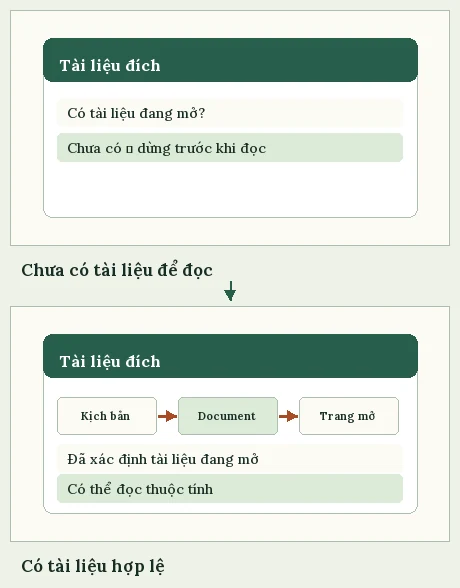 Tài liệu đích
Có tài liệu đang mở?
Chưa có ▯ dừng trước khi đọc
Chưa có tài liệu để đọc
Tài liệu đích
Kịch bản
Document
Trang mở
Đã xác định tài liệu đang mở
Có thể đọc thuộc tính
Có tài liệu hợp lệ